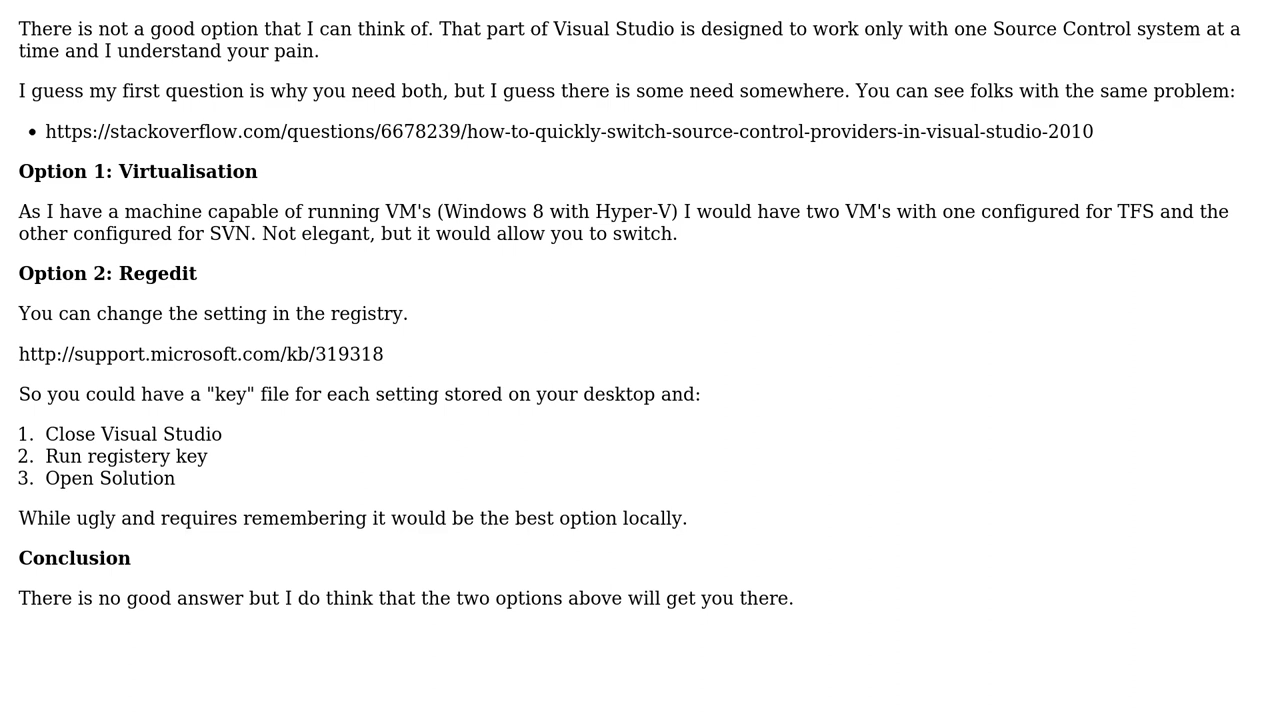 There is not a good option that I can think of. That part of Visual Studio is designed to work only with one Source Control system at a
time and I understand your pain.
I guess my first question is why you need both, but I guess there is some need somewhere. You can see folks with the same problem:
• https://stackoverflow.com/questions/6678239/how-to-quickly-switch-source-control-providers-in-visual-studio-2010
Option 1: Virtualisation
As I have a machine capable of running VM's (Windows 8 with Hyper-V) I would have two VM's with one configured for TFS and the
other configured for SVN. Not elegant, but it would allow you to switch.
Option 2: Regedit
You can change the setting in the registry.
http://support.microsoft.com/kb/319318
So you could have a "key" file for each setting stored on your desktop and:
1. Close Visual Studio
2. Run registery key
3. Open Solution
While ugly and requires remembering it would be the best option locally.
Conclusion
There is no good answer but I do think that the two options above will get you there.